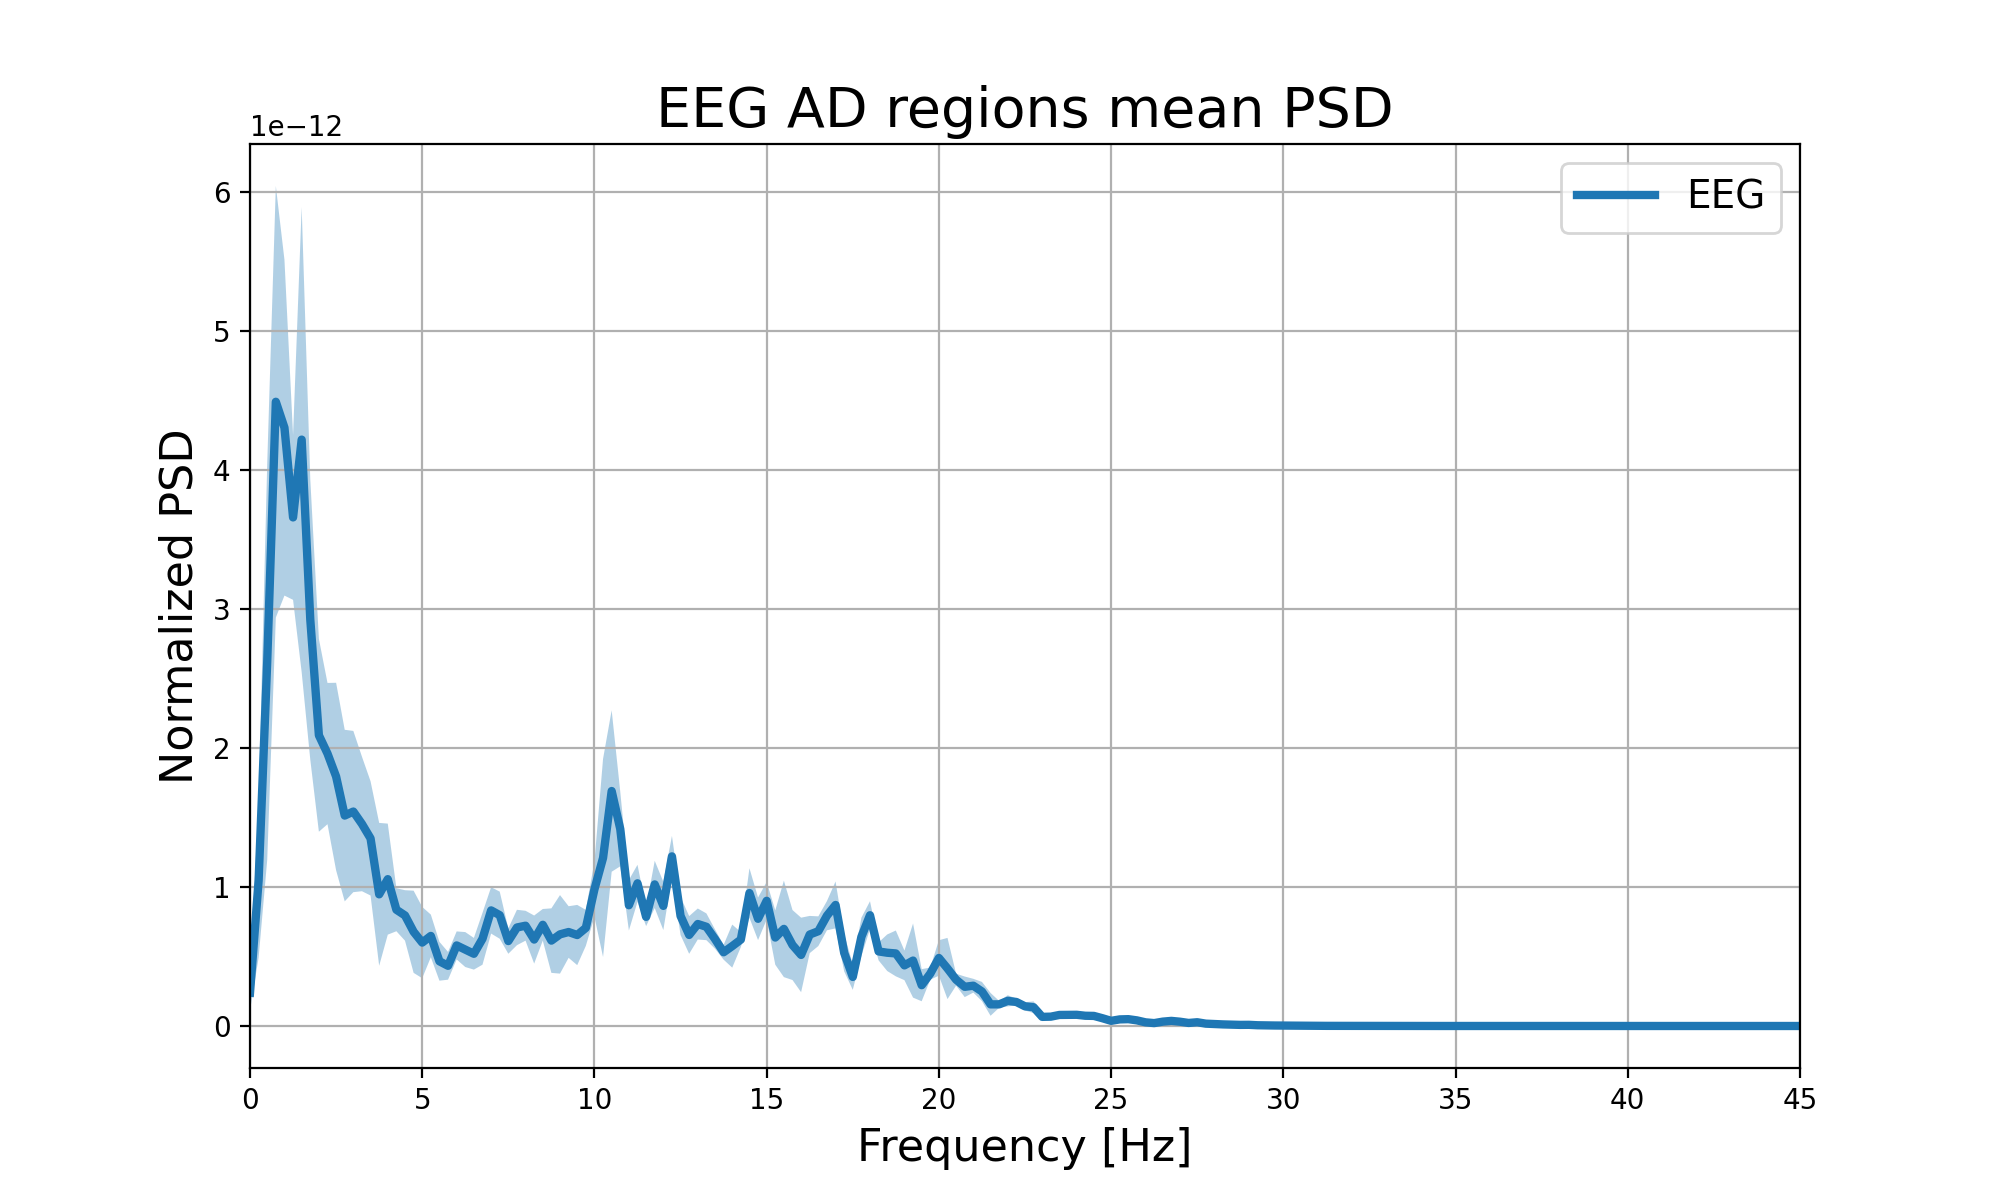 EEG AD regions mean PSD
1e−12
EEG
6
5
4
3
2
1
0
Normalized PSD
0 5 10 15 20 25 30 35 40 45
Frequency [Hz]